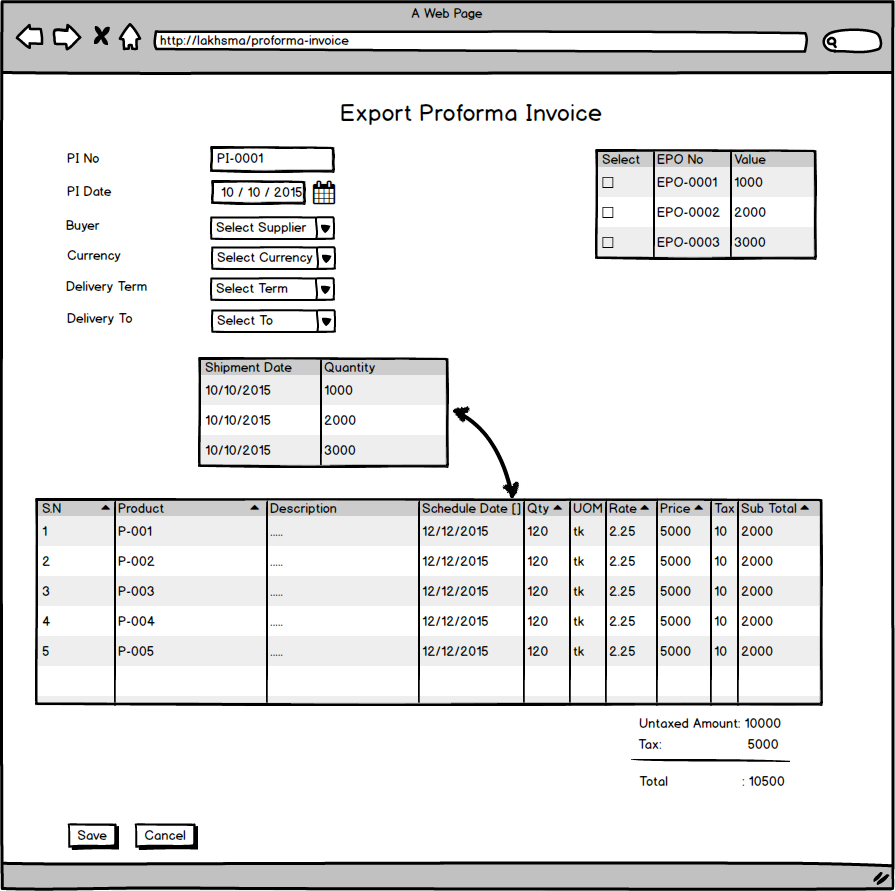 A Web Page
http://lakhsma/proforma-invoice
Export Proforma Invoice
PI No PI-0001
PI Date 10 / 10 / 2015
Buyer Select Supplier
Currency Select Currency
Delivery Term Select Term
Delivery To Select To
Select EPO No Value
EPO-0001 1000
EPO-0002 2000
EPO-0003 3000
Shipment Date Quantity
10/10/2015 1000
10/10/2015 2000
10/10/2015 3000
S.N Product Description Schedule Date [] Qty UOM Rate Price Tax Sub Total
1 P-001 ..... 12/12/2015 120 tk 2.25 5000 10 2000
2 P-002 ..... 12/12/2015 120 tk 2.25 5000 10 2000
3 P-003 ..... 12/12/2015 120 tk 2.25 5000 10 2000
4 P-004 ..... 12/12/2015 120 tk 2.25 5000 10 2000
5 P-005 ..... 12/12/2015 120 tk 2.25 5000 10 2000
Untaxed Amount: 10000
Tax: 5000
Total : 10500
Save Cancel